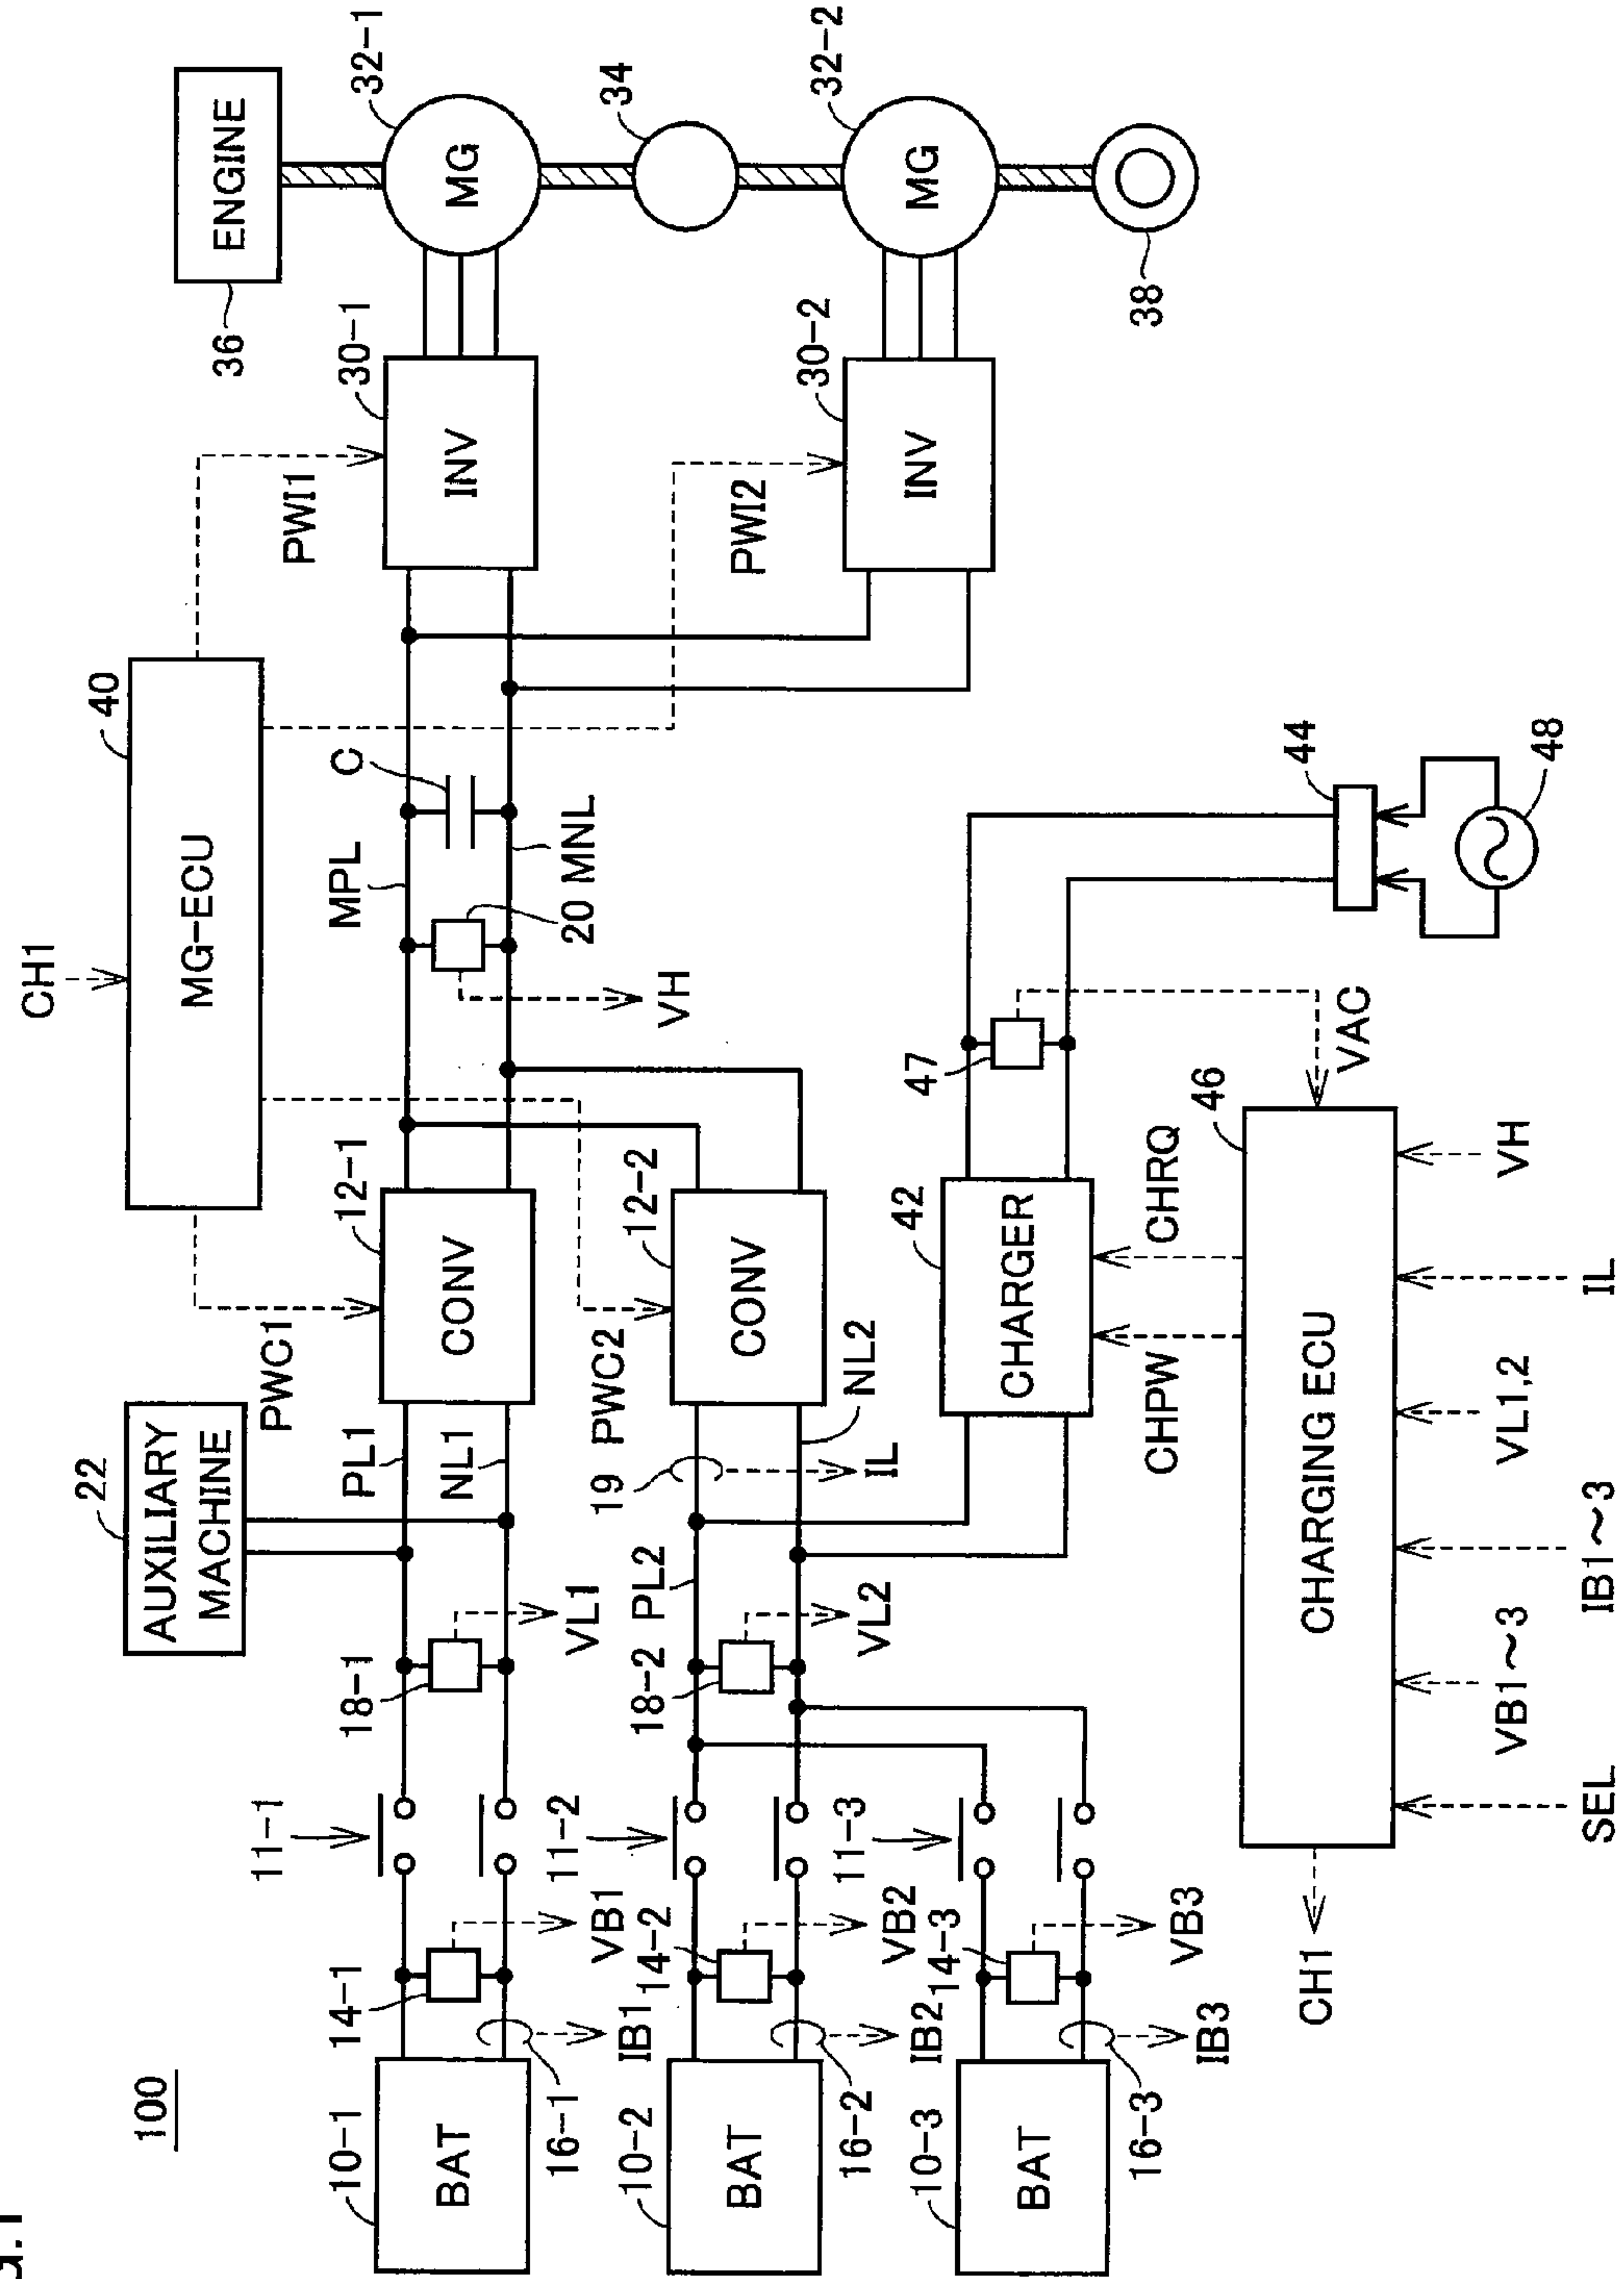 G.1
100
CH1
40
MG-ECU
36
ENGINE
22
AUXILIARY
MACHINE
PWC1
PWI1
32-1
MG
30-1
INV
34
32-2
MG
30-2
INV
PWI2
38
MPL
C
20
MNL
VH
12-1
CONV
PL1
NL1
18-1
VL1
11-1
14-1
VB1
10-1
BAT
16-1
IB1
12-2
CONV
PWC2
19
IL
NL2
PL2
18-2
VL2
11-2
14-2
VB2
10-2
BAT
16-2
IB2
11-3
14-3
VB3
10-3
BAT
16-3
IB3
42
CHARGER
47
VAC
44
48
CHPW
CHRQ
46
CHARGING ECU
CH1
SEL
VB1~3
IB1~3
VL1,2
IL
VH